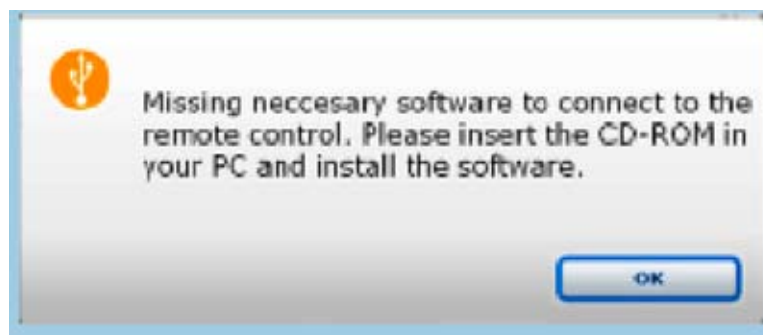 Missing neccesary software to connect to the
remote control. Please insert the CD-ROM in
your PC and install the software.
OK